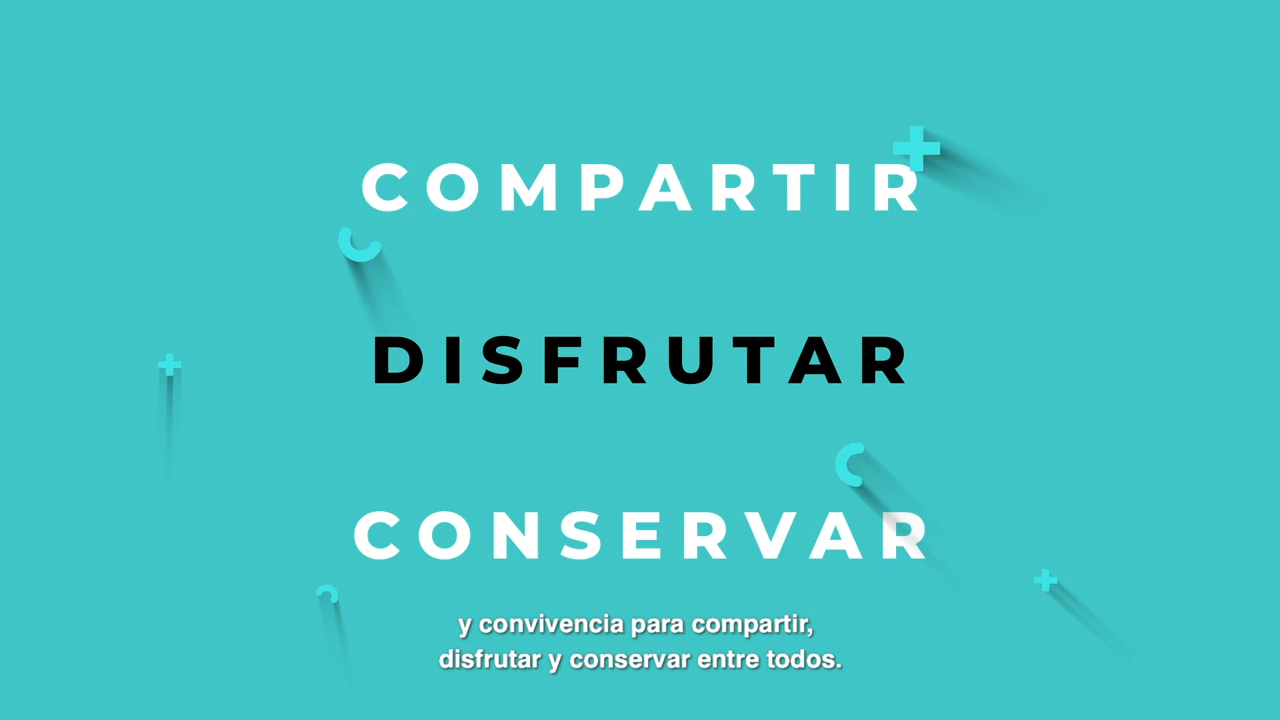 COMPARTIR
DISFRUTAR
CONSERVAR
y convivencia para compartir,
disfrutar y conservar entre todos.